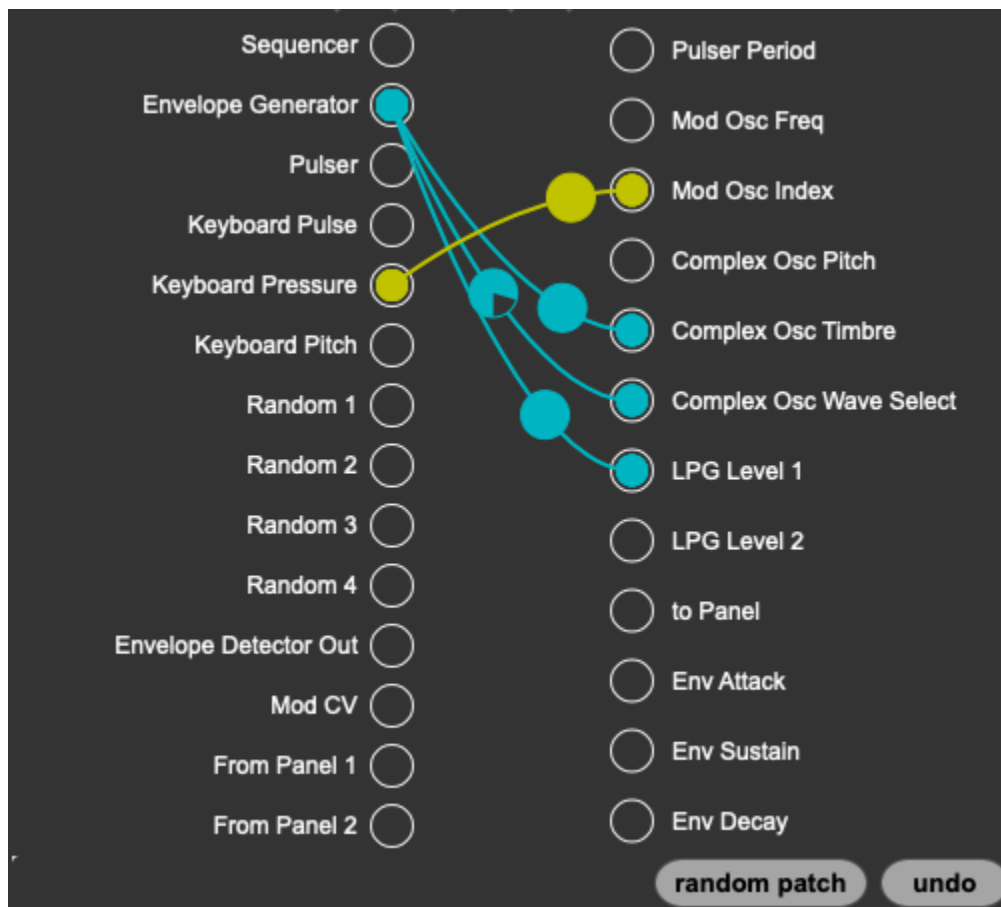 Sequencer
Envelope Generator
Pulser
Keyboard Pulse
Keyboard Pressure
Keyboard Pitch
Random 1
Random 2
Random 3
Random 4
Envelope Detector Out
Mod CV
From Panel 1
From Panel 2
Pulser Period
Mod Osc Freq
Mod Osc Index
Complex Osc Pitch
Complex Osc Timbre
Complex Osc Wave Select
LPG Level 1
LPG Level 2
to Panel
Env Attack
Env Sustain
Env Decay
random patch
undo